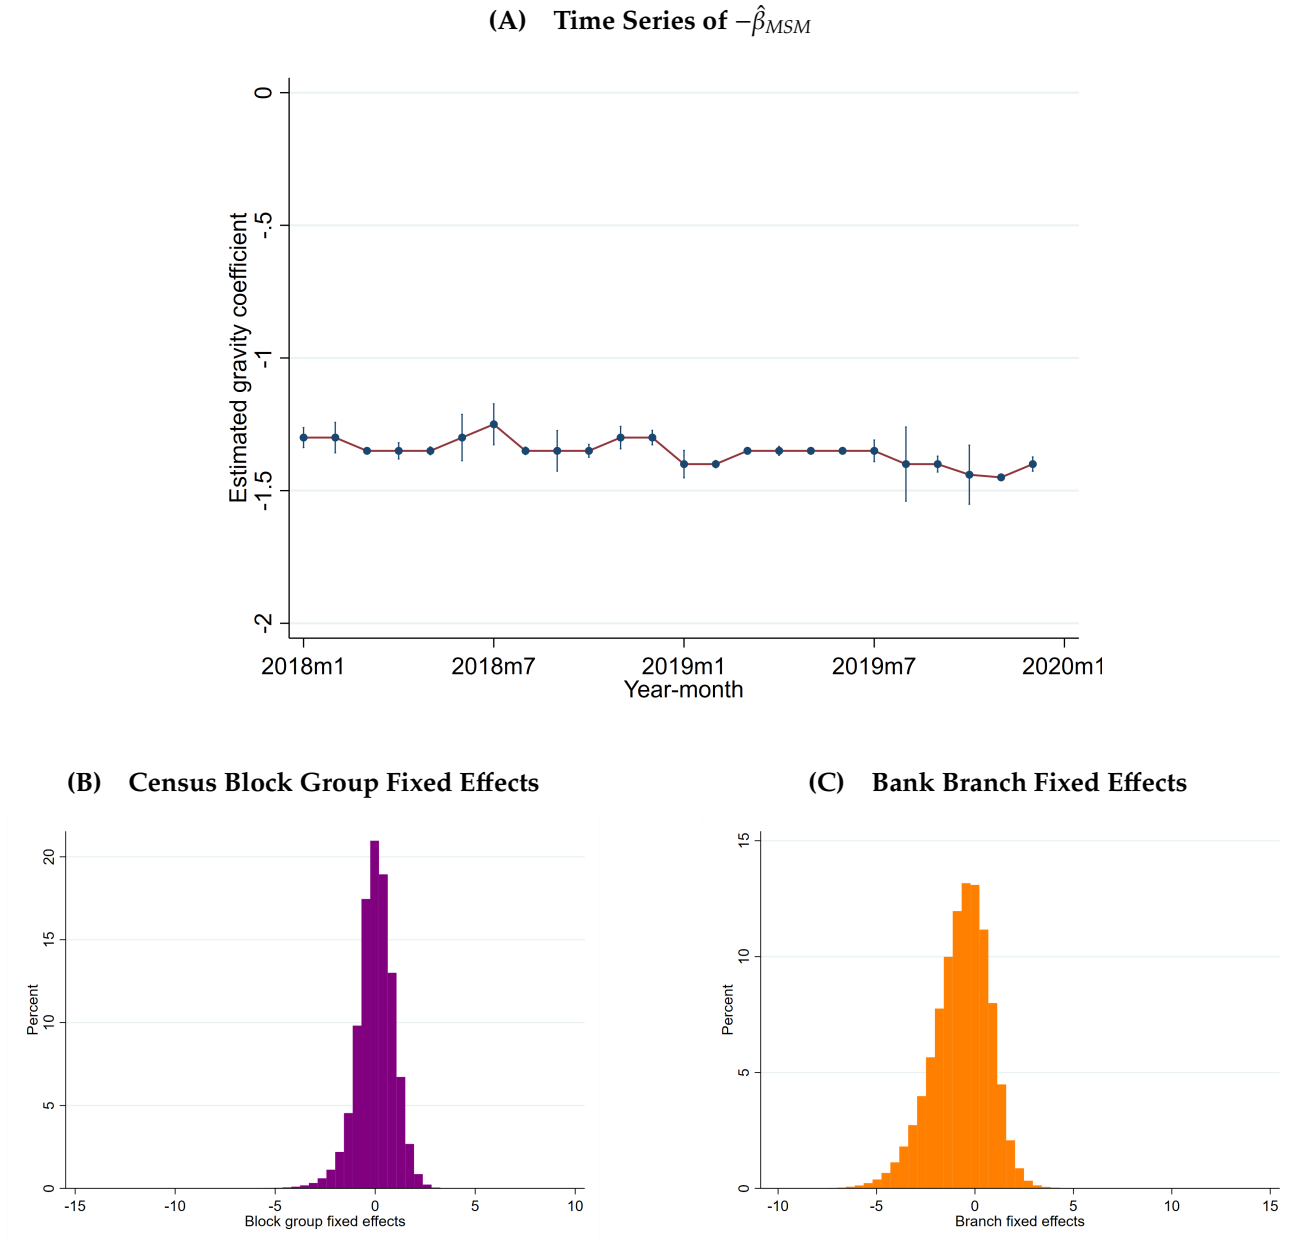 (A) Time Series of −β̂MSM
0
-.5
-1
-1.5
-2
Estimated gravity coefficient
2018m1 2018m7 2019m1 2019m7 2020m1
Year-month
(B) Census Block Group Fixed Effects
20
15
10
5
0
Percent
-15 -10 -5 0 5 10
Block group fixed effects
(C) Bank Branch Fixed Effects
15
10
5
0
Percent
-10 -5 0 5 10 15
Branch fixed effects